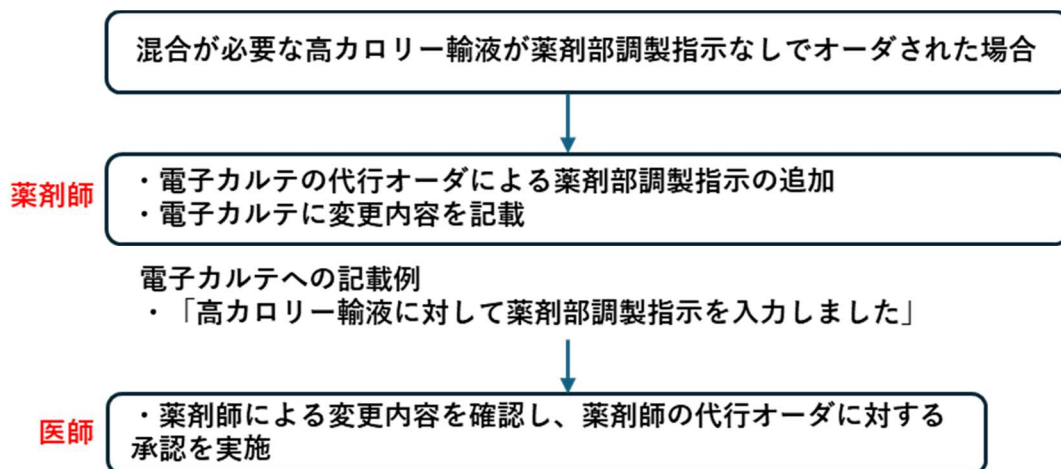 混合が必要な高カロリー輸液が薬剤部調製指示なしでオーダされた場合
薬剤師
・電子カルテの代行オーダによる薬剤部調製指示の追加
・電子カルテに変更内容を記載
電子カルテへの記載例
・「高カロリー輸液に対して薬剤部調製指示を入力しました」
医師
・薬剤師による変更内容を確認し、薬剤師の代行オーダに対する
承認を実施